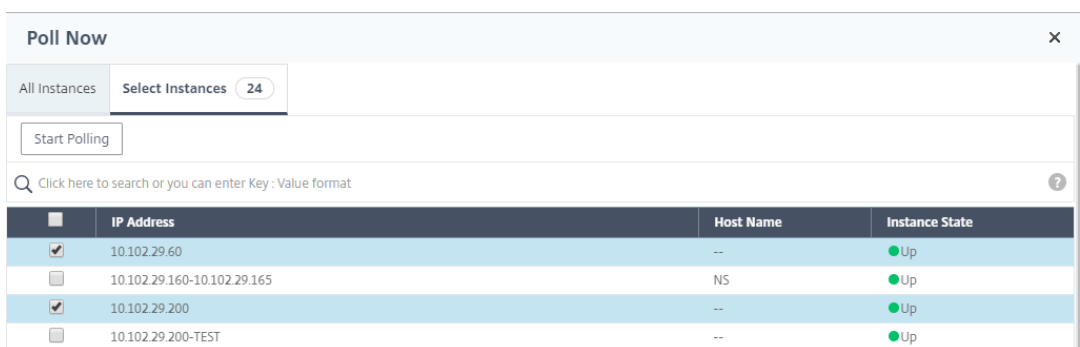 Poll Now ×
All Instances Select Instances 24
Start Polling
Click here to search or you can enter Key : Value format ?
IP Address Host Name Instance State
10.102.29.60 -- Up
10.102.29.160-10.102.29.165 NS Up
10.102.29.200 -- Up
10.102.29.200-TEST -- Up